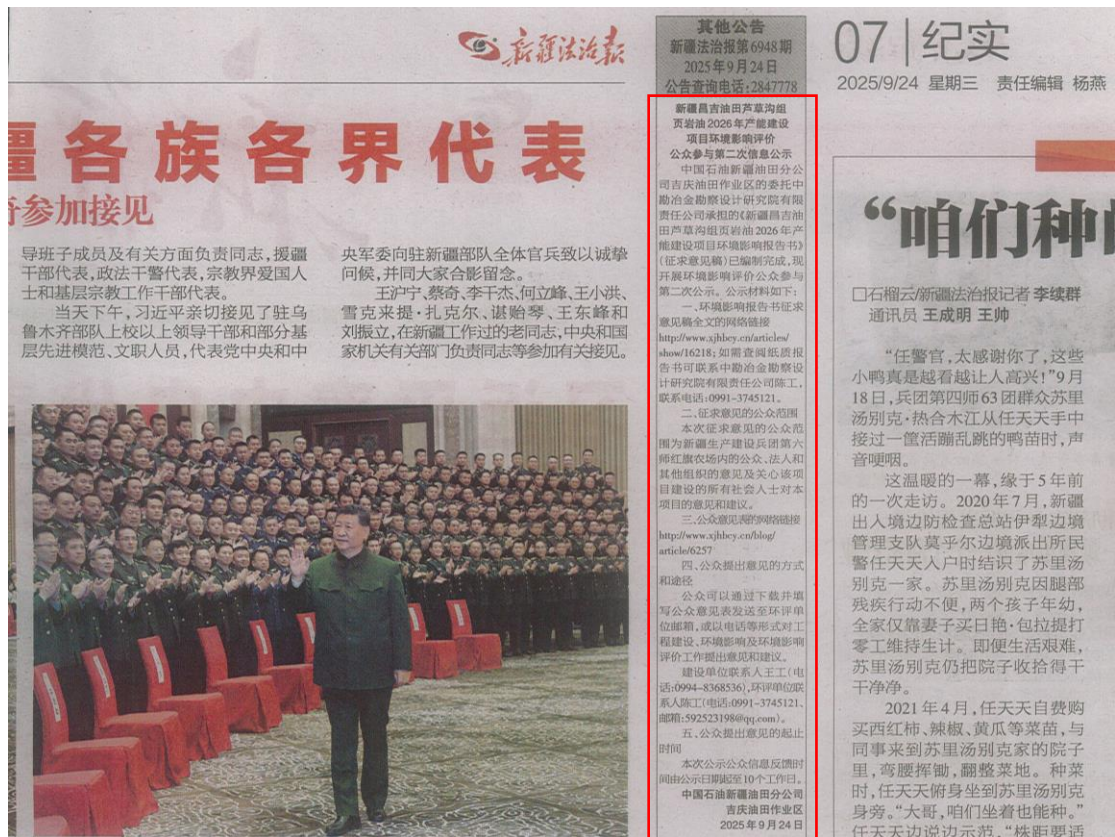 新疆法治报
疆各族各界代表
奇参加接见
导班子成员及有关方面负责同志,援疆
干部代表,政法干警代表,宗教界爱国人
士和基层宗教工作干部代表。
当天下午,习近平亲切接见了驻乌
鲁木齐部队上校以上领导干部和部分基
层先进模范、文职人员,代表党中央和中
央军委向驻新疆部队全体官兵致以诚挚
问候,并同大家合影留念。
王沪宁、蔡奇、李干杰、何立峰、王小洪、
雪克来提·扎克尔、谌贻琴、王东峰和
刘振立,在新疆工作过的老同志,中央和国
家机关有关部门负责同志等参加有关接见。
其他公告
新疆法治报第6948期
2025年9月24日
公告查询电话:2847778
新疆昌吉油田芦草沟组
页岩油2026年产能建设
项目环境影响评价
公众参与第二次信息公示
中国石油新疆油田分公
司吉庆油田作业区的委托中
勘冶金勘察设计研究院有限
责任公司承担的《新疆昌吉油
田芦草沟组页岩油2026年产
能建设项目环境影响报告书》
(征求意见稿)已编制完成,现
开展环境影响评价公众参与
第二次公示。公示材料如下:
一、环境影响报告书征求
意见稿全文的网络链接
http://www.xjhbcy.cn/articles/
show/16218;如需查阅纸质报
告书可联系中勘冶金勘察设
计研究院有限责任公司陈工,
联系电话:0991-3745121。
二、征求意见的公众范围
本次征求意见的公众范
围为新疆生产建设兵团第六
师红旗农场内的公众、法人和
其他组织的意见及关心该项
目建设的所有社会人士对本
项目的意见和建议。
三、公众意见表的网络链接
http://www.xjhbcy.cn/blog/
article/6257
四、公众提出意见的方式
和途径
公众可以通过下载并填
写公众意见表发送至环评单
位邮箱,或以电话等形式对工
程建设、环境影响及环境影响
评价工作提出意见和建议。
建设单位联系人王工(电
话:0994-8368536),环评单位联
系人陈工(电话:0991-3745121、
邮箱:592523198@qq.com)。
五、公众提出意见的起止
时间
本次公示公众信息反馈时
间由公示日期起至10个工作日。
中国石油新疆油田分公司
吉庆油田作业区
2025年9月24日
07|纪实
2025/9/24 星期三 责任编辑 杨燕
“咱们种
□石榴云/新疆法治报记者 李续群
通讯员 王成明 王帅
“任警官,太感谢你了,这些
小鸭真是越看越让人高兴!”9月
18日,兵团第四师63团群众苏里
汤别克·热合木江从任天天手中
接过一筐活蹦乱跳的鸭苗时,声
音哽咽。
这温暖的一幕,缘于5年前
的一次走访。2020年7月,新疆
出入境边防检查总站伊犁边境
管理支队莫乎尔边境派出所民
警任天天入户时结识了苏里汤
别克一家。苏里汤别克因腿部
残疾行动不便,两个孩子年幼,
全家仅靠妻子买日艳·包拉提打
零工维持生计。即便生活艰难,
苏里汤别克仍把院子收拾得干
干净净。
2021年4月,任天天自费购
买西红柿、辣椒、黄瓜等菜苗,与
同事来到苏里汤别克家的院子
里,弯腰挥锄,翻整菜地。种菜
时,任天天俯身坐到苏里汤别克
身旁。“大哥,咱们坐着也能种。”
任天天边说边示范,“株距要适